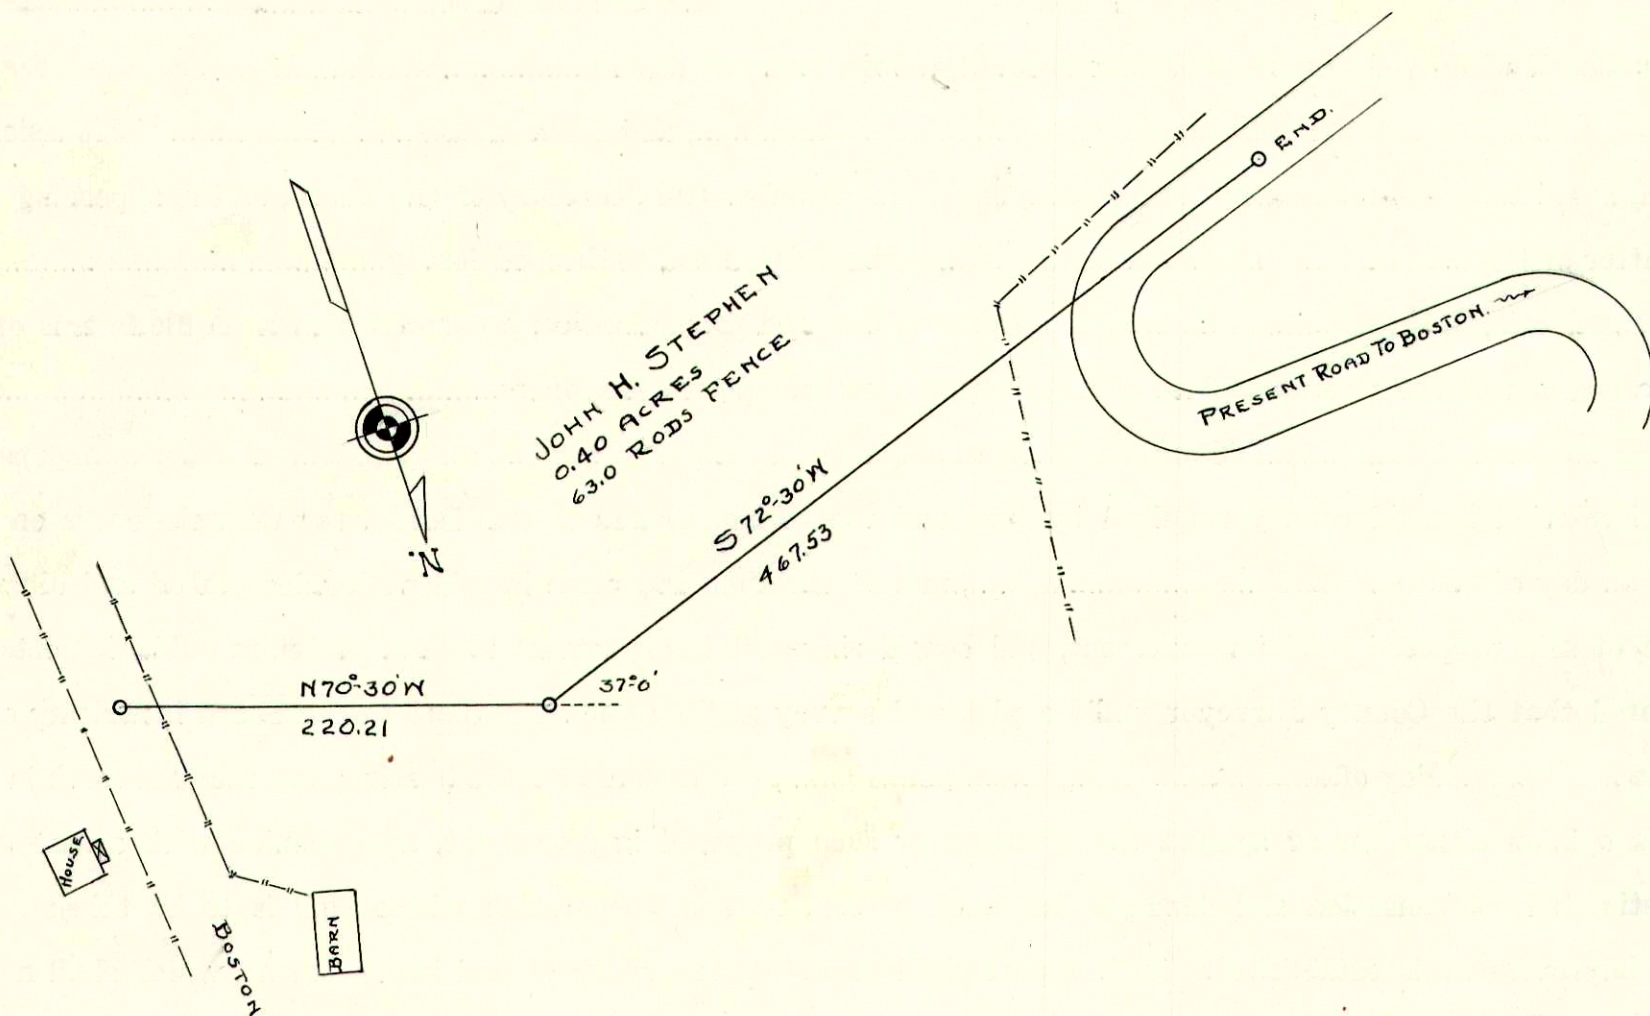 END.
JOHN H. STEPHEN
0.40 ACRES
63.0 RODS FENCE
PRESENT ROAD TO BOSTON.
S 72°-30'W
467.53
N
N70°-30'W
220.21
37°0'
HOUSE
BARN
BOSTON